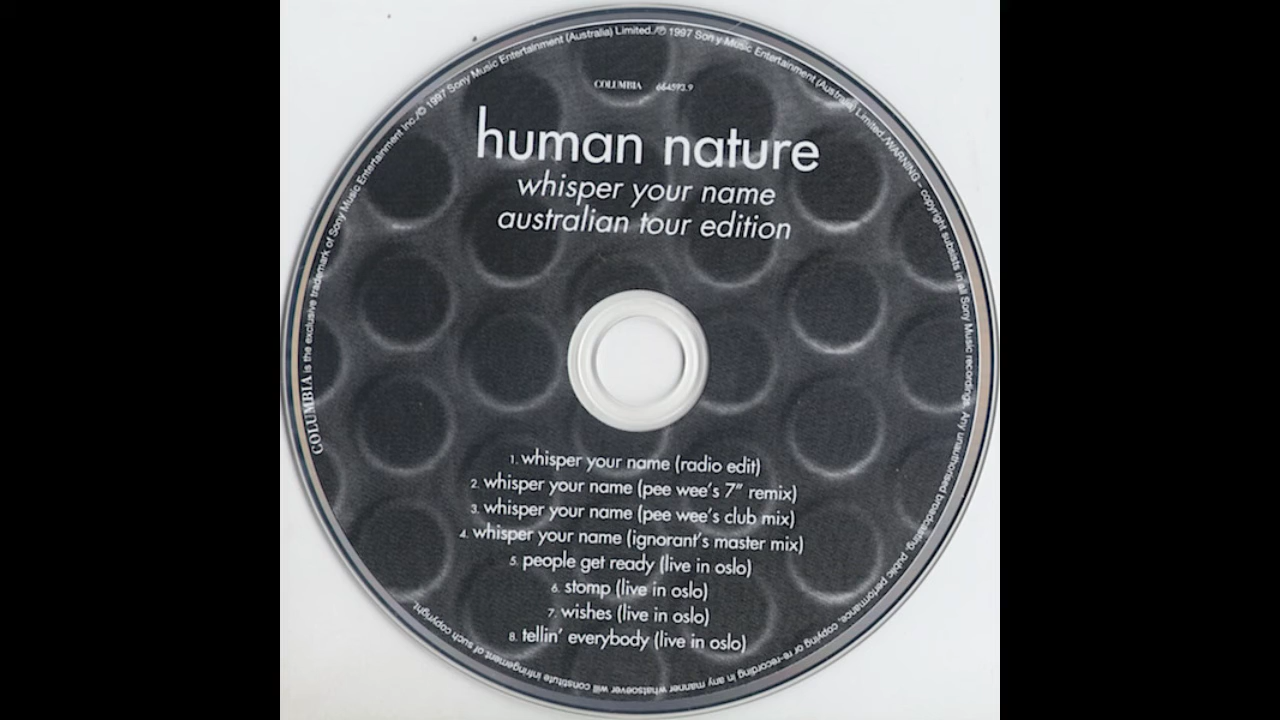 COLUMBIA 664593.9
human nature
whisper your name
australian tour edition
1. whisper your name (radio edit)
2. whisper your name (pee wee's 7" remix)
3. whisper your name (pee wee's club mix)
4. whisper your name (ignorant's master mix)
5. people get ready (live in oslo)
6. stomp (live in oslo)
7. wishes (live in oslo)
8. tellin' everybody (live in oslo)
COLUMBIA is the exclusive trademark of Sony Music Entertainment Inc./© 1997 Sony Music Entertainment (Australia) Limited./℗ 1997 Sony Music Entertainment (Australia) Limited./WARNING – copyright subsists in all Sony Music recordings. Any unauthorised broadcasting, public performance, copying or re-recording in any manner whatsoever will constitute infringement of such copyright.